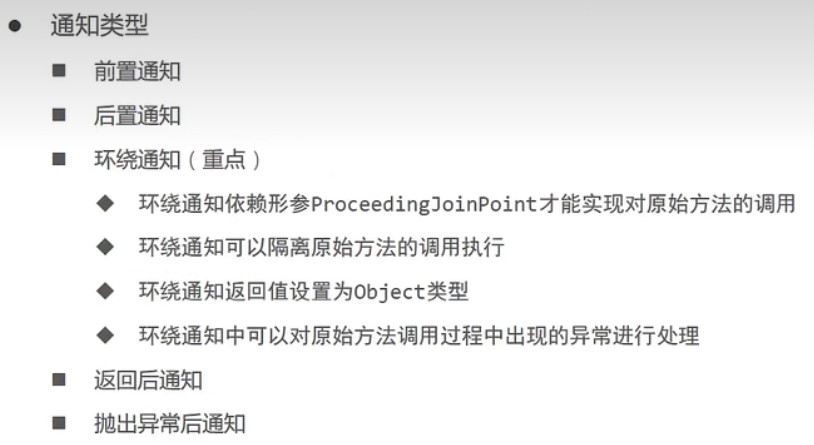 通知类型
前置通知
后置通知
环绕通知（重点）
环绕通知依赖形参ProceedingJoinPoint才能实现对原始方法的调用
环绕通知可以隔离原始方法的调用执行
环绕通知返回值设置为Object类型
环绕通知中可以对原始方法调用过程中出现的异常进行处理
返回后通知
抛出异常后通知